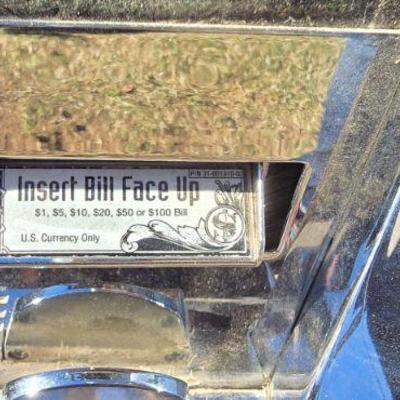 Insert Bill Face Up
$1, $5, $10, $20, $50 or $100 Bill
U.S. Currency Only